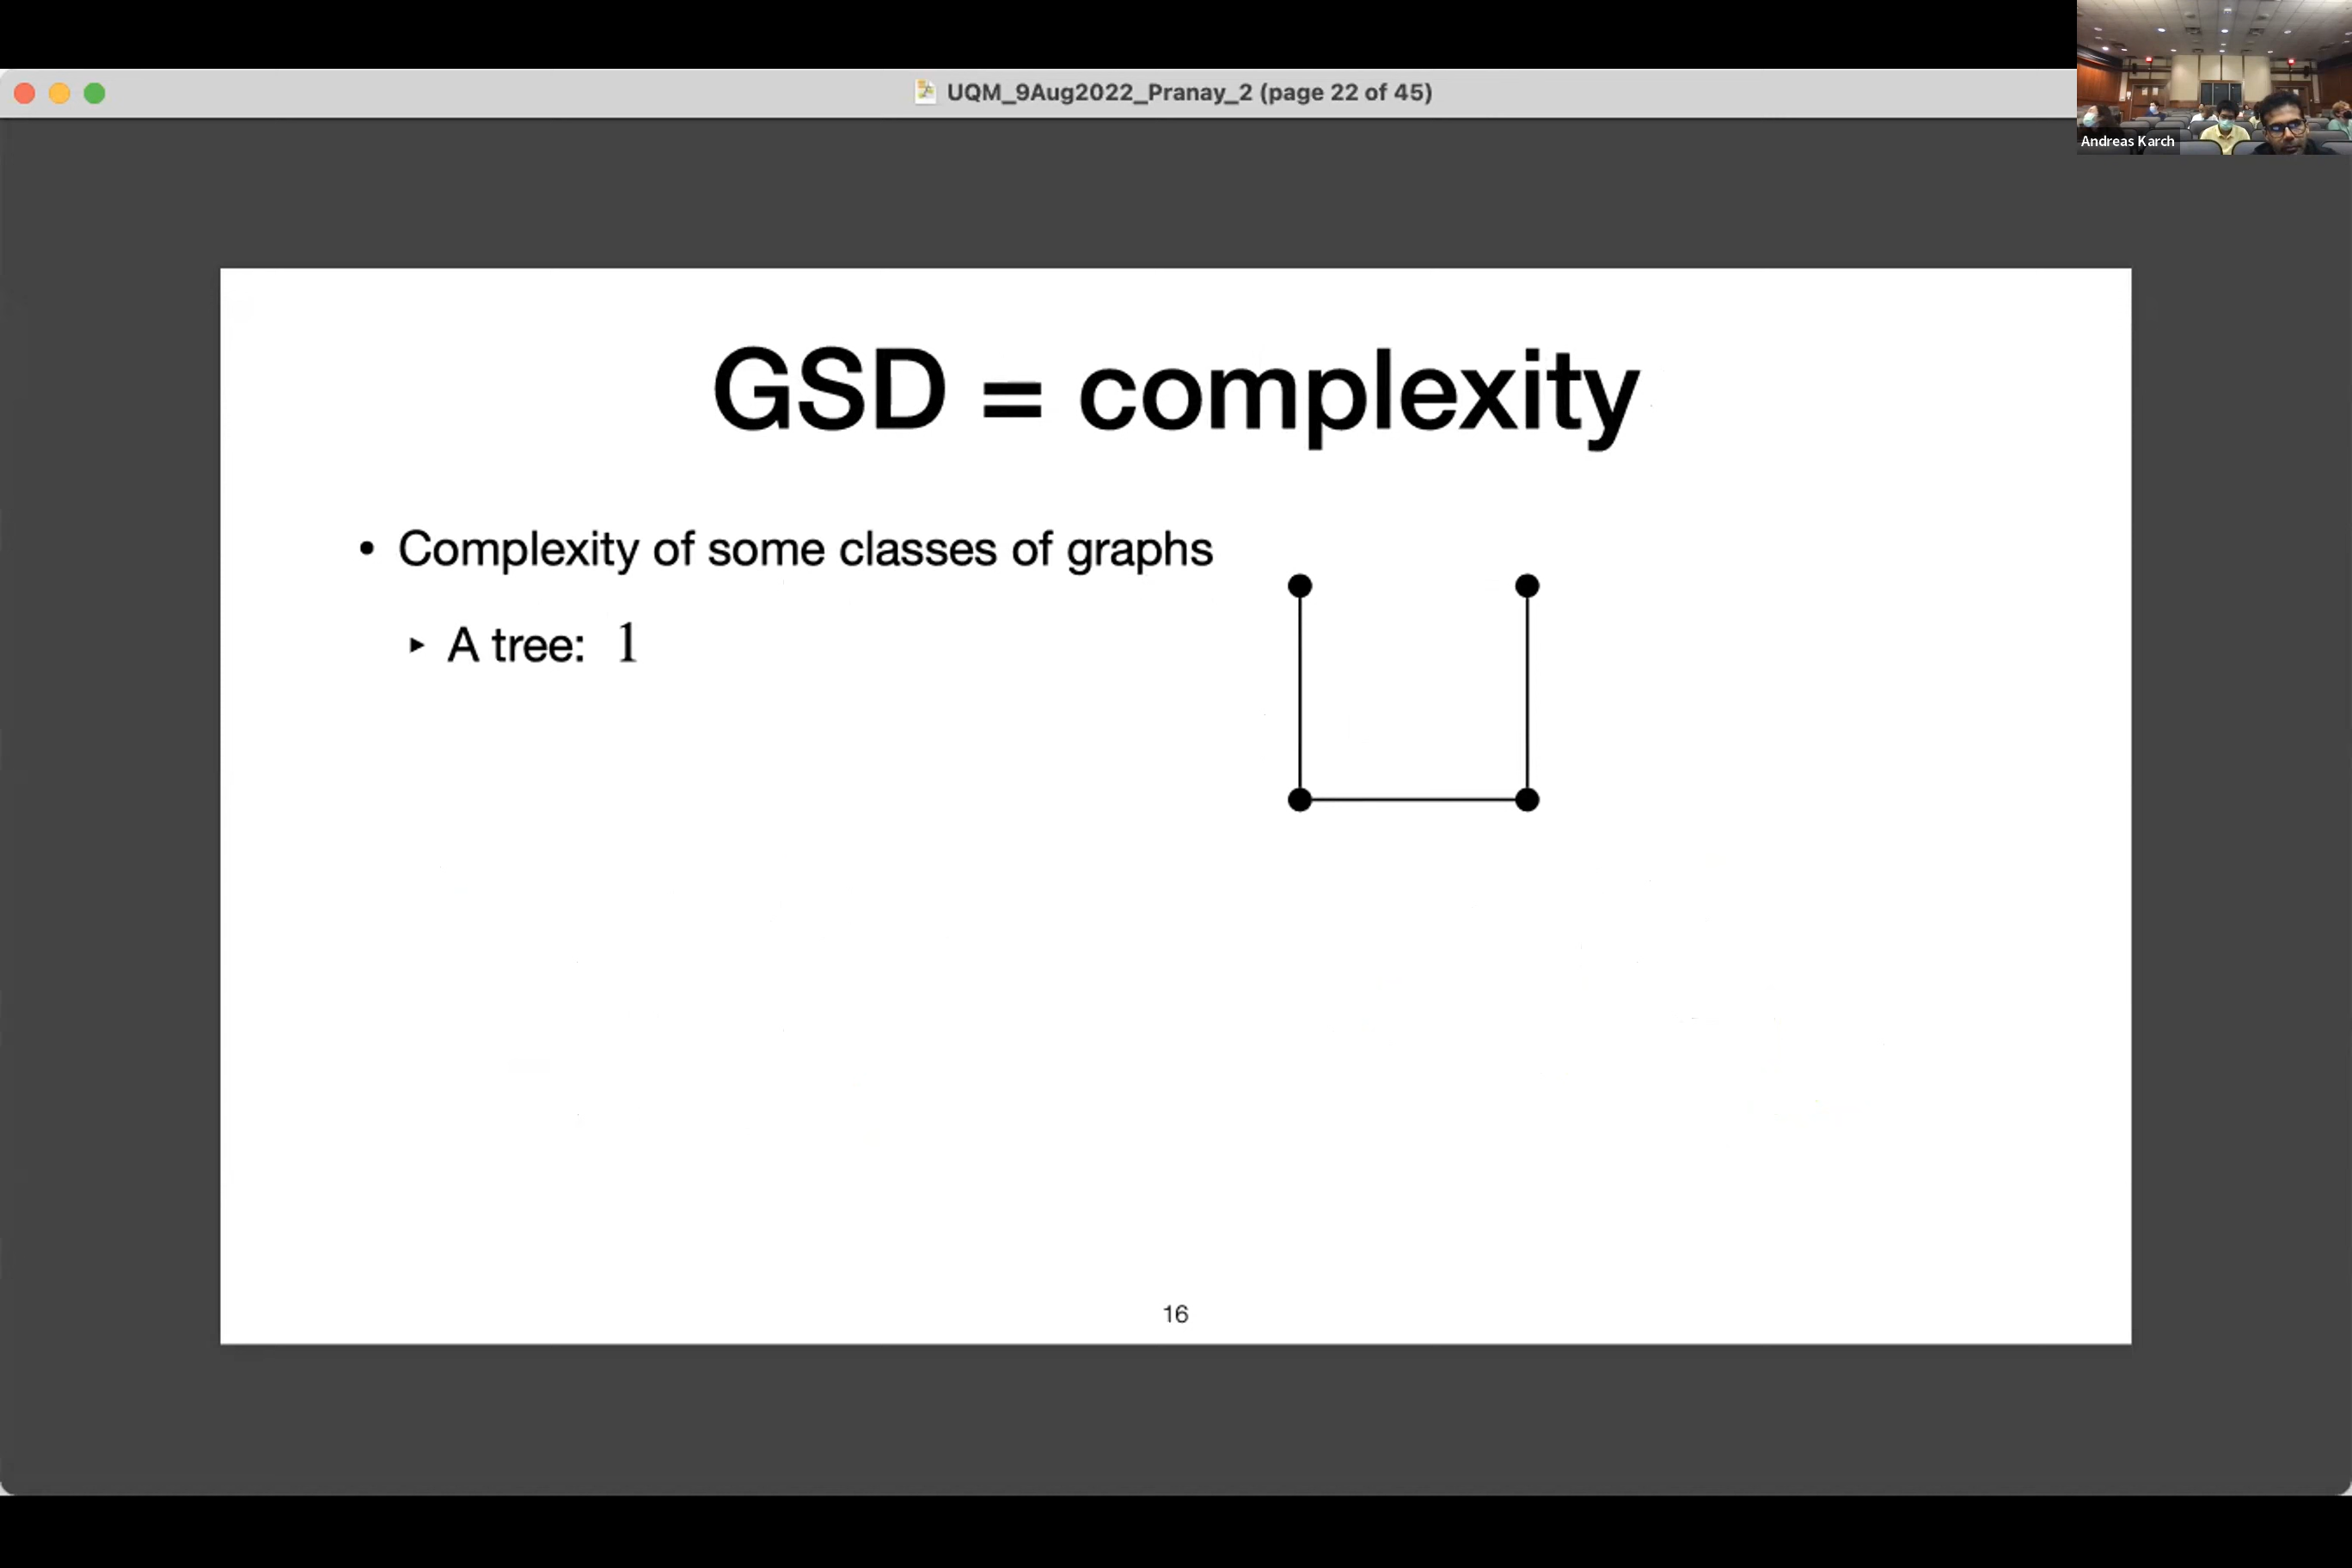 UQM_9Aug2022_Pranay_2 (page 22 of 45)
Andreas Karch
GSD = complexity
• Complexity of some classes of graphs
‣ A tree: 1
16